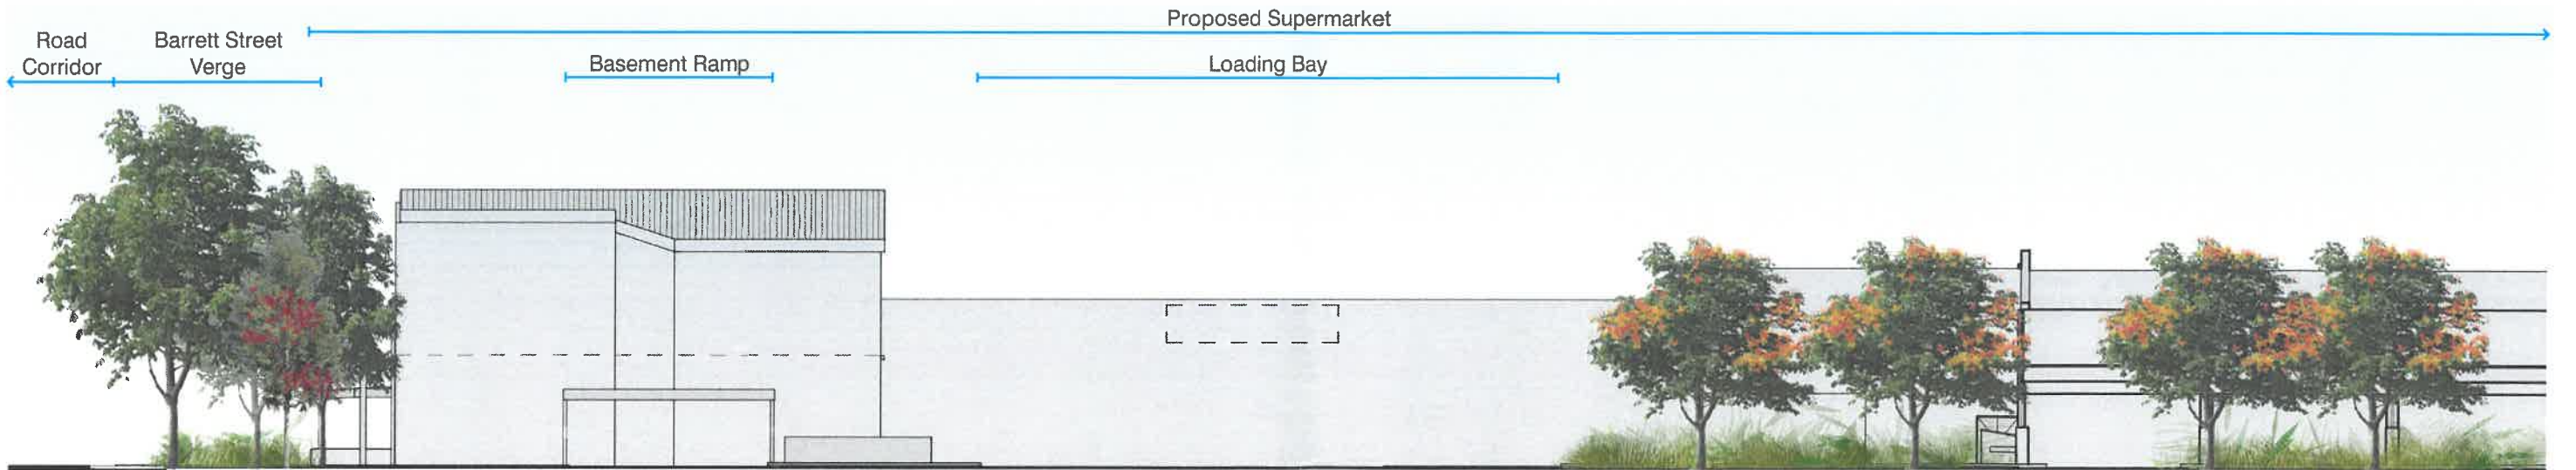 Proposed Supermarket
Road
Corridor
Barrett Street
Verge
Basement Ramp
Loading Bay